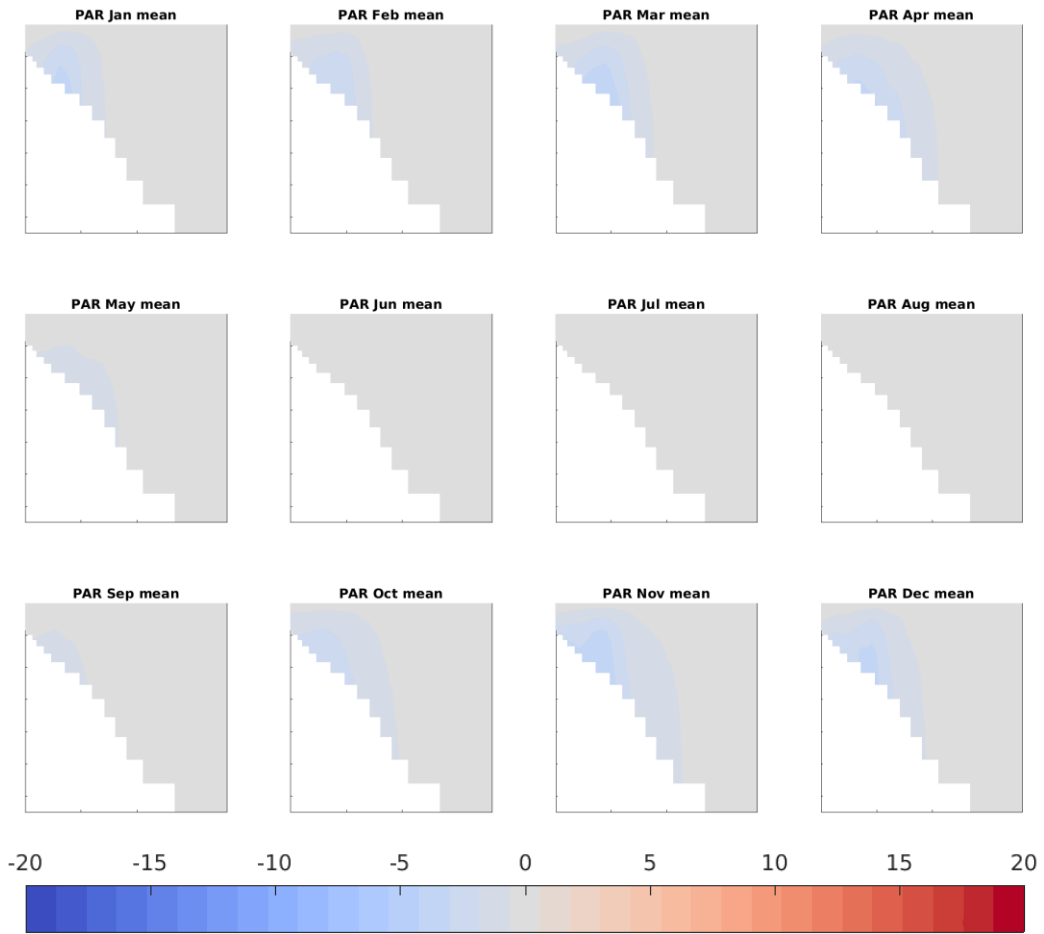 PAR Jan mean PAR Feb mean PAR Mar mean PAR Apr mean
PAR May mean PAR Jun mean PAR Jul mean PAR Aug mean
PAR Sep mean PAR Oct mean PAR Nov mean PAR Dec mean
-20 -15 -10 -5 0 5 10 15 20